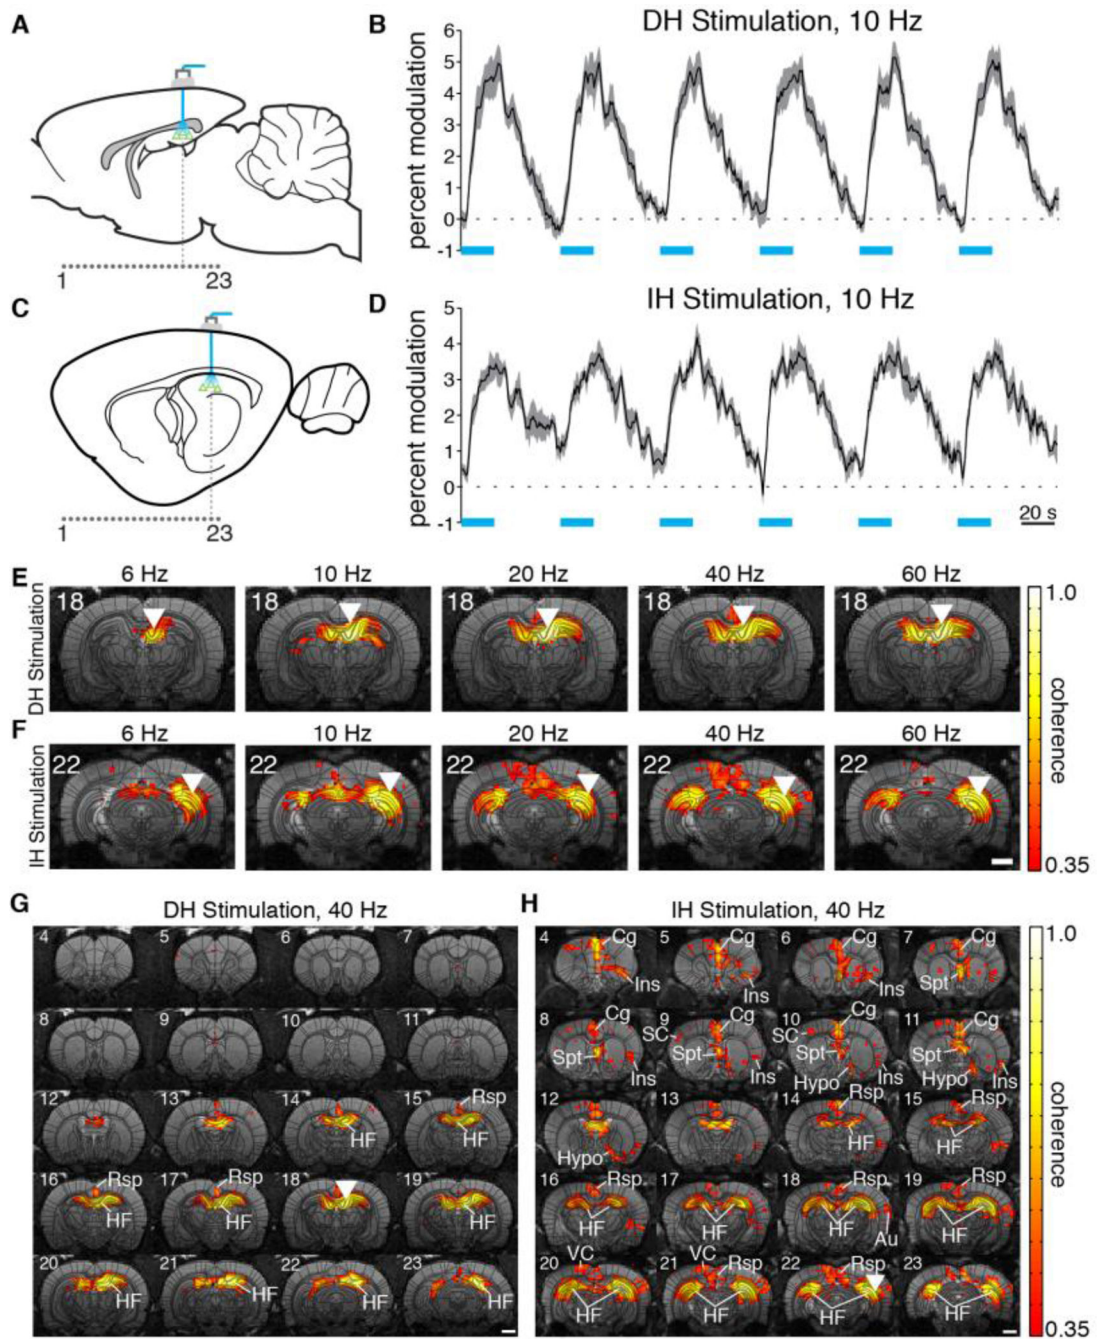 A
1
23
B
DH Stimulation, 10 Hz
percent modulation
6
5
4
3
2
1
0
-1
C
1
23
D
IH Stimulation, 10 Hz
percent modulation
5
4
3
2
1
0
-1
20 s
E
DH Stimulation
6 Hz 10 Hz 20 Hz 40 Hz 60 Hz
18 18 18 18 18
F
IH Stimulation
6 Hz 10 Hz 20 Hz 40 Hz 60 Hz
22 22 22 22 22
1.0
coherence
0.35
G
DH Stimulation, 40 Hz
4 5 6 7
8 9 10 11
12 13 14 15 Rsp
HF HF
16 Rsp 17 Rsp 18 19
HF HF HF
20 21 22 23
HF HF HF HF
H
IH Stimulation, 40 Hz
4 Cg 5 Cg 6 Cg 7 Cg
Ins Ins Ins Spt
8 Cg 9 Cg 10 Cg 11 Cg
SC SC
Spt Spt Spt Spt
Ins Ins Hypo Ins Hypo Ins
12 13 14 Rsp 15 Rsp
Hypo HF HF
16 Rsp 17 18 Rsp 19 Rsp
HF HF HF Au HF
20 VC 21 VC Rsp 22 Rsp 23
HF HF HF HF
1.0
coherence
0.35